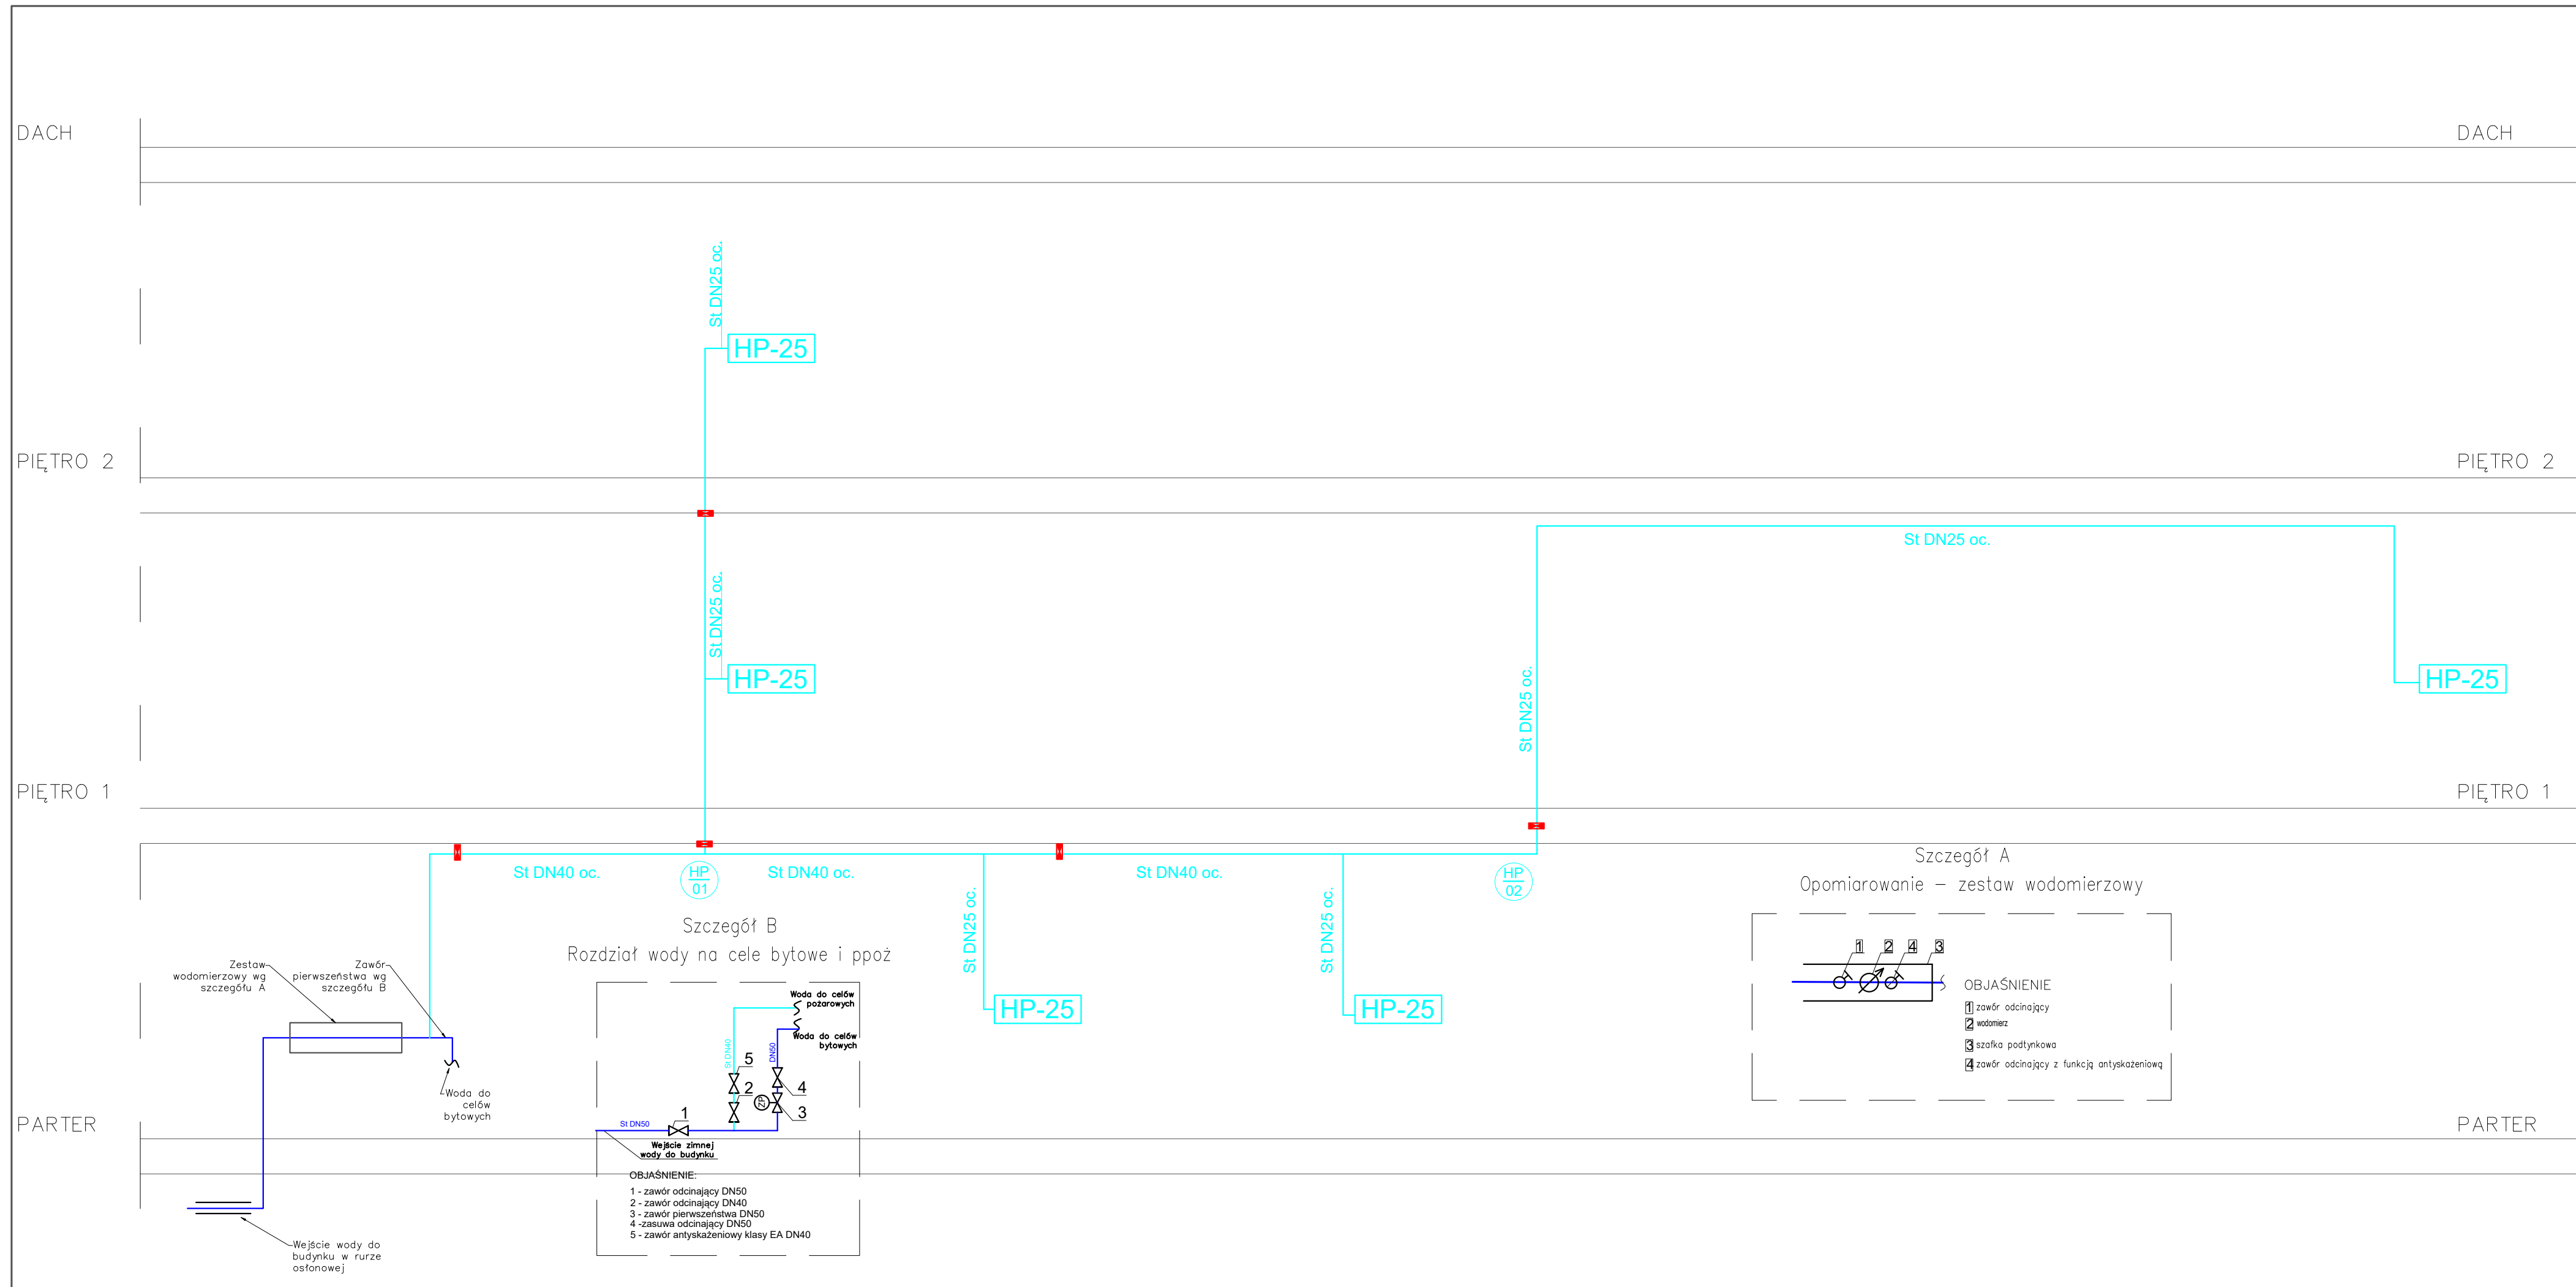 DACH
DACH
St DN25 oc.
HP-25
PIĘTRO 2
PIĘTRO 2
St DN25 oc.
St DN25 oc.
HP-25
St DN25 oc.
HP-25
PIĘTRO 1
PIĘTRO 1
St DN40 oc.
HP
01
St DN40 oc.
St DN40 oc.
HP
02
St DN25 oc.
HP-25
St DN25 oc.
HP-25
Szczegół A
Opomiarowanie – zestaw wodomierzowy
1
2
4
3
OBJAŚNIENIE
1 zawór odcinający
2 wodomierz
3 szafka podtynkowa
4 zawór odcinający z funkcją antyskażeniową
Szczegół B
Rozdział wody na cele bytowe i ppoż
Woda do celów
pożarowych
Woda do celów
bytowych
St DN40
DN50
5
2
4
3
ZP
1
St DN50
Wejście zimnej
wody do budynku
OBJAŚNIENIE:
1 - zawór odcinający DN50
2 - zawór odcinający DN40
3 - zawór pierwszeństwa DN50
4 -zasuwa odcinający DN50
5 - zawór antyskażeniowy klasy EA DN40
Zestaw
wodomierzowy wg
szczegółu A
Zawór
pierwszeństwa wg
szczegółu B
Woda do
celów
bytowych
PARTER
PARTER
Wejście wody do
budynku w rurze
osłonowej